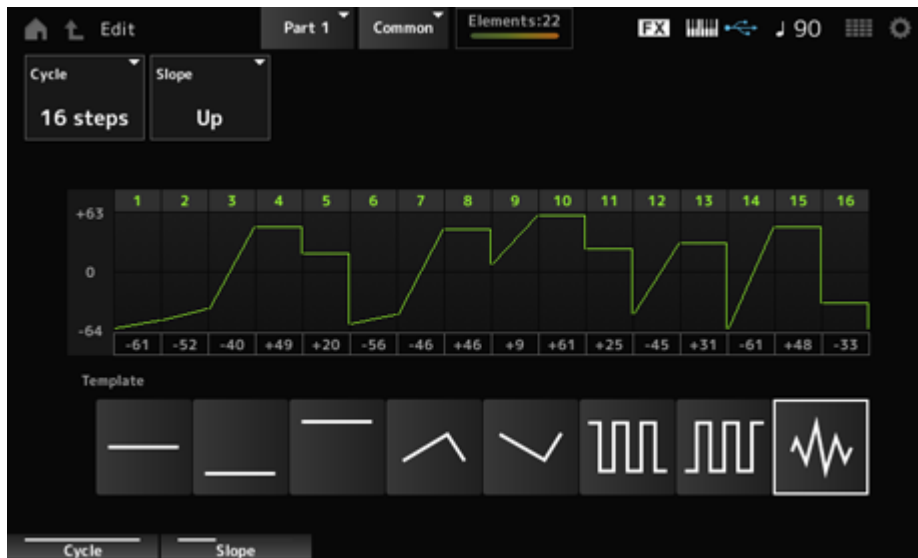 Edit Part 1 Common Elements:22 FX ♩ 90
Cycle Slope
16 steps Up
1 2 3 4 5 6 7 8 9 10 11 12 13 14 15 16
+63
0
-64
-61 -52 -40 +49 +20 -56 -46 +46 +9 +61 +25 -45 +31 -61 +48 -33
Template
Cycle Slope